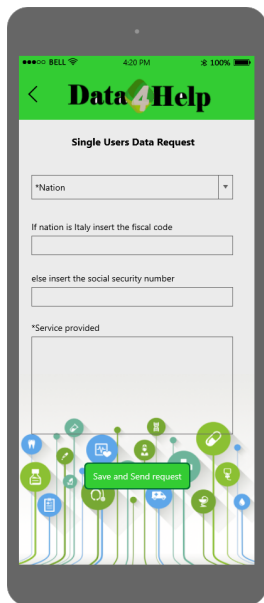 BELL 4:20 PM 100%
Data4Help
Single Users Data Request
*Nation
If nation is Italy insert the fiscal code
else insert the social security number
*Service provided
Save and Send request